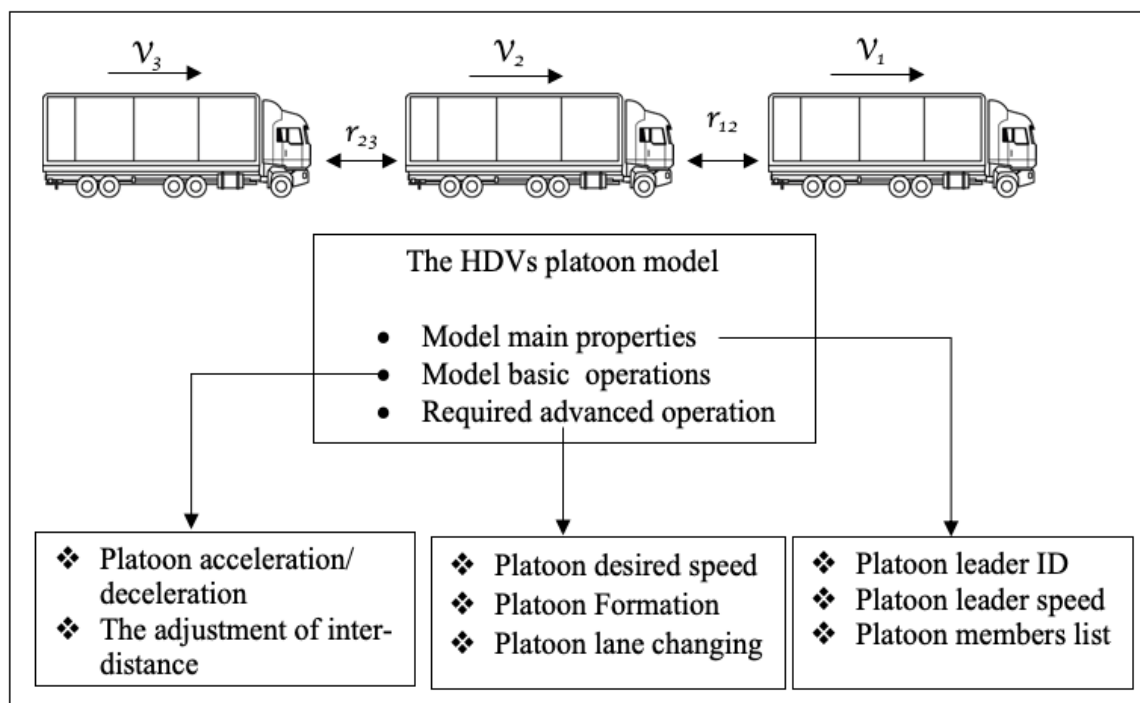 𝒱₃
𝒱₂
𝒱₁
r₂₃
r₁₂
The HDVs platoon model
• Model main properties
• Model basic operations
• Required advanced operation
❖ Platoon acceleration/
deceleration
❖ The adjustment of inter-
distance
❖ Platoon desired speed
❖ Platoon Formation
❖ Platoon lane changing
❖ Platoon leader ID
❖ Platoon leader speed
❖ Platoon members list